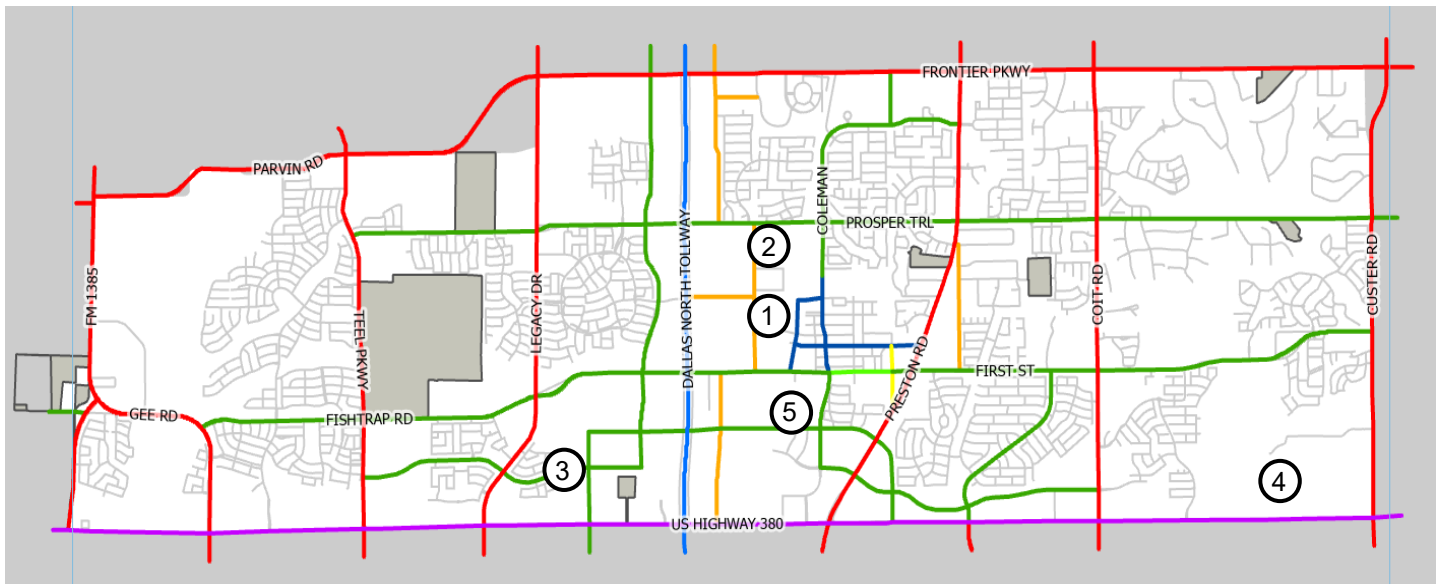 FRONTIER PKWY
PARVIN RD
COLEMAN
PROSPER TRL
DALLAS NORTH TOLLWAY
2
FM 1385
TEEL PKWY
LEGACY DR
1
COIT RD
CUSTER RD
PRESTON RD
FIRST ST
GEE RD
FISHTRAP RD
5
3
4
US HIGHWAY 380